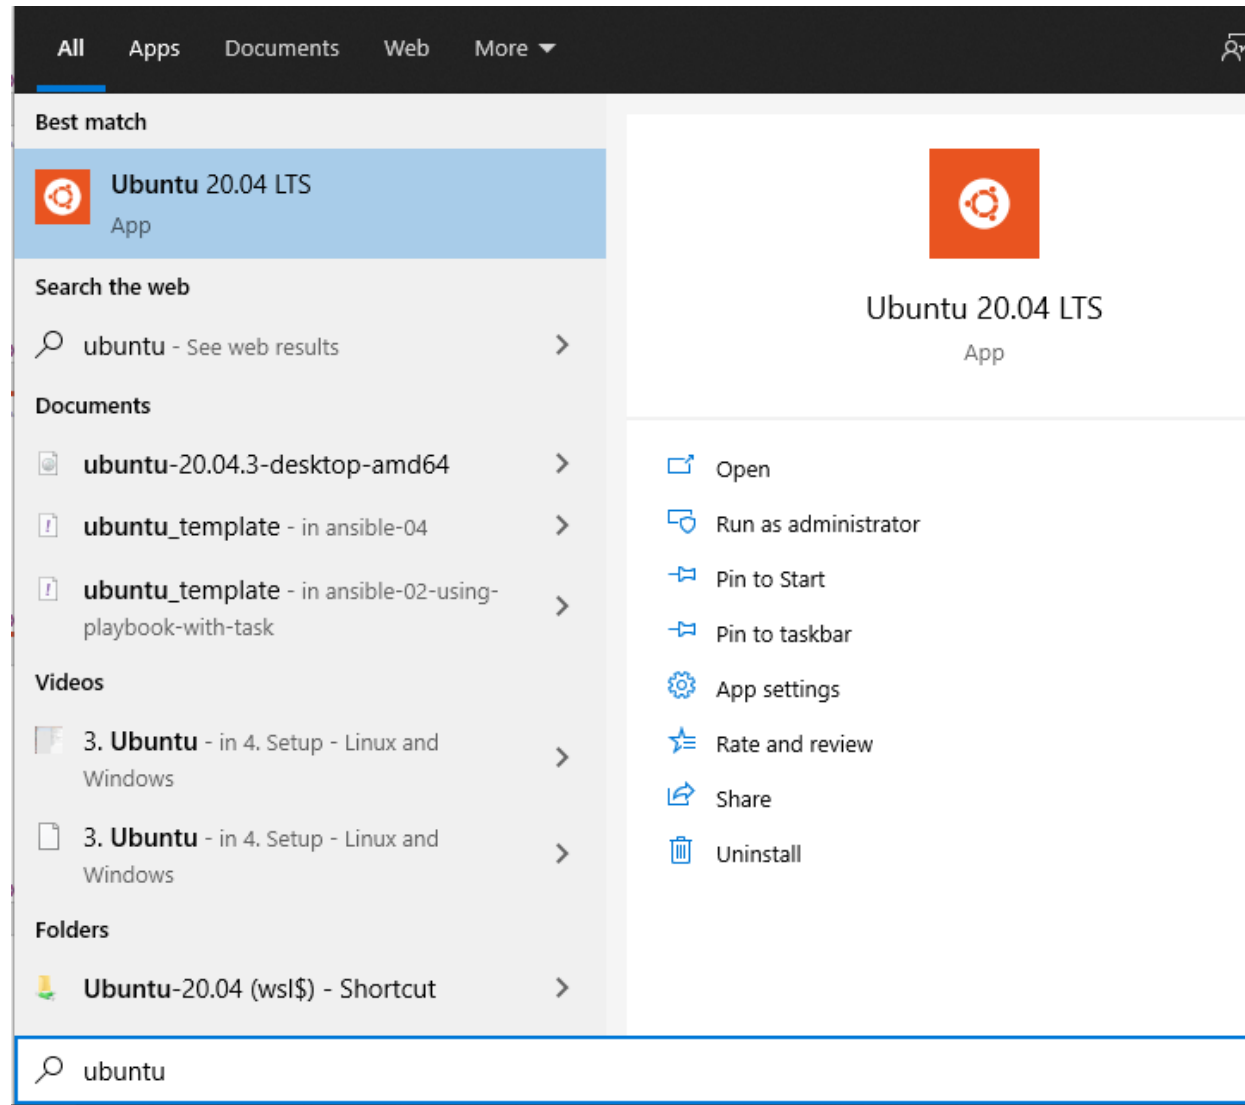 All Apps Documents Web More
Best match
Ubuntu 20.04 LTS
App
Search the web
ubuntu - See web results
Documents
ubuntu-20.04.3-desktop-amd64
ubuntu_template - in ansible-04
ubuntu_template - in ansible-02-using-
playbook-with-task
Videos
3. Ubuntu - in 4. Setup - Linux and
Windows
3. Ubuntu - in 4. Setup - Linux and
Windows
Folders
Ubuntu-20.04 (wsl$) - Shortcut
ubuntu
Ubuntu 20.04 LTS
App
Open
Run as administrator
Pin to Start
Pin to taskbar
App settings
Rate and review
Share
Uninstall